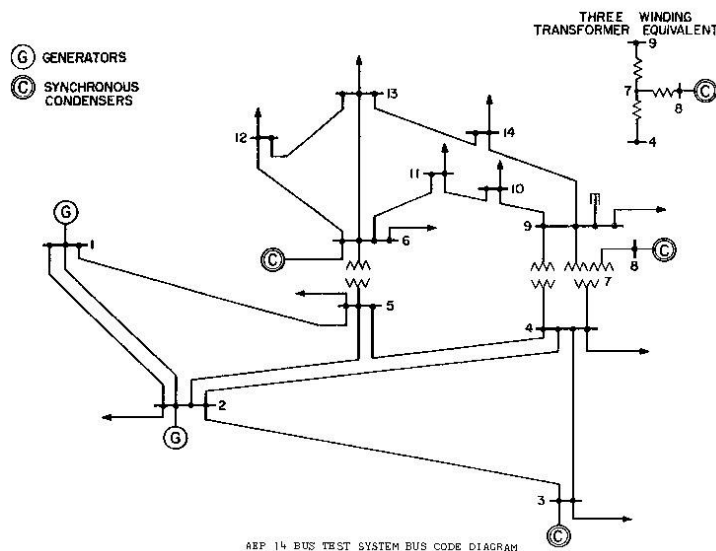 THREE WINDING
TRANSFORMER EQUIVALENT
9
7
C
8
4
G GENERATORS
C SYNCHRONOUS
CONDENSERS
13
12
14
11
10
G
1
6
9
C
C
8
7
5
4
2
G
3
C
AEP 14 BUS TEST SYSTEM BUS CODE DIAGRAM